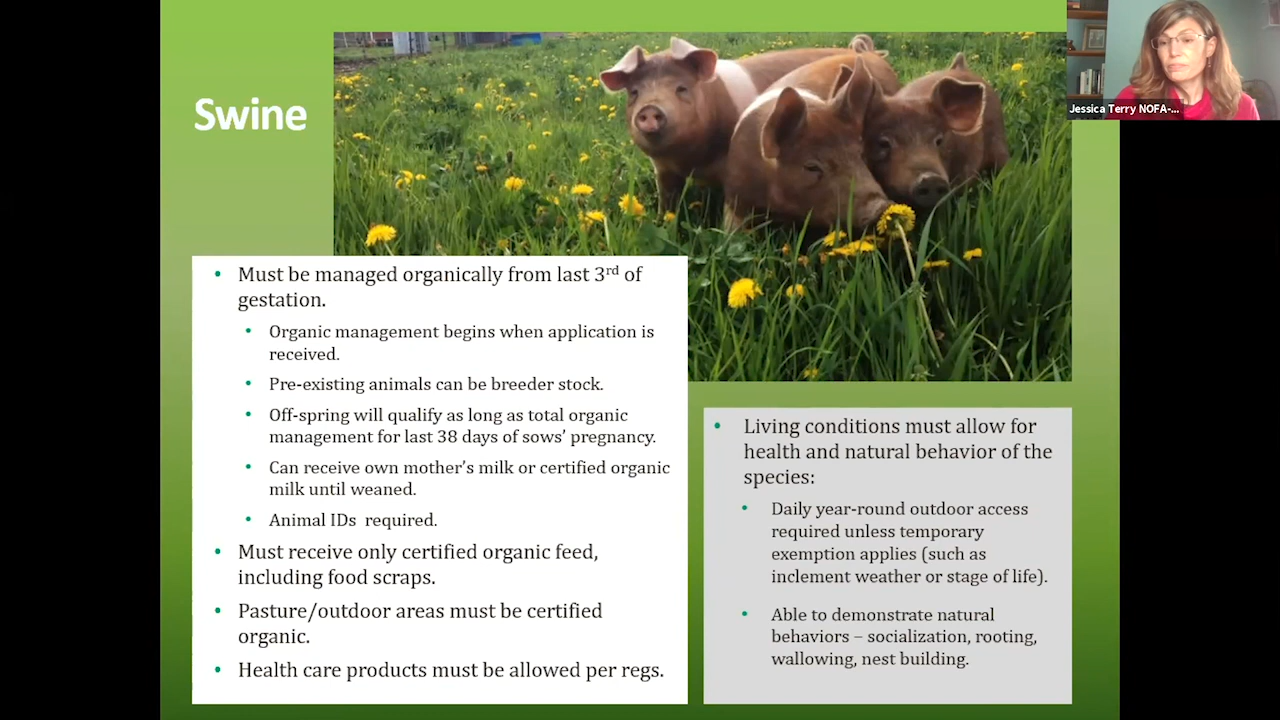 Swine
Jessica Terry NOFA-...
Must be managed organically from last 3rd of
gestation.
Organic management begins when application is
received.
Pre-existing animals can be breeder stock.
Off-spring will qualify as long as total organic
management for last 38 days of sows' pregnancy.
Can receive own mother's milk or certified organic
milk until weaned.
Animal IDs required.
Must receive only certified organic feed,
including food scraps.
Pasture/outdoor areas must be certified
organic.
Health care products must be allowed per regs.
Living conditions must allow for
health and natural behavior of the
species:
Daily year-round outdoor access
required unless temporary
exemption applies (such as
inclement weather or stage of life).
Able to demonstrate natural
behaviors – socialization, rooting,
wallowing, nest building.